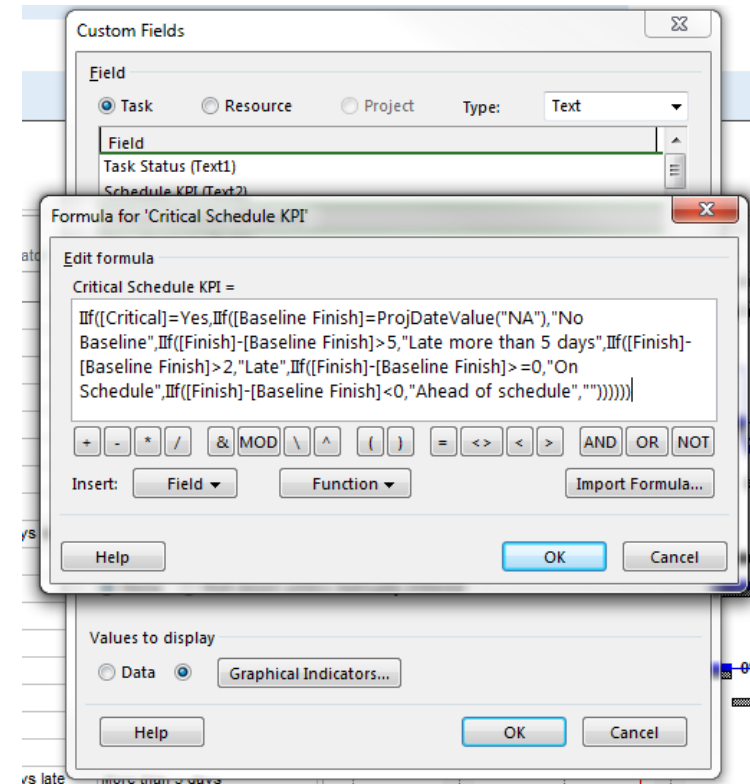 Custom Fields
Field
Task Resource Project Type: Text
Field
Task Status (Text1)
Schedule KPI (Text2)
Formula for 'Critical Schedule KPI'
Edit formula
Critical Schedule KPI =
IIf([Critical]=Yes,IIf([Baseline Finish]=ProjDateValue("NA"),"No
Baseline",IIf([Finish]-[Baseline Finish]>5,"Late more than 5 days",IIf([Finish]-
[Baseline Finish]>2,"Late",IIf([Finish]-[Baseline Finish]>=0,"On
Schedule",IIf([Finish]-[Baseline Finish]<0,"Ahead of schedule",""))))))
+ - * / & MOD \ ^ ( ) = <> < > AND OR NOT
Insert: Field Function Import Formula...
Help OK Cancel
Values to display
Data Graphical Indicators...
Help OK Cancel
late